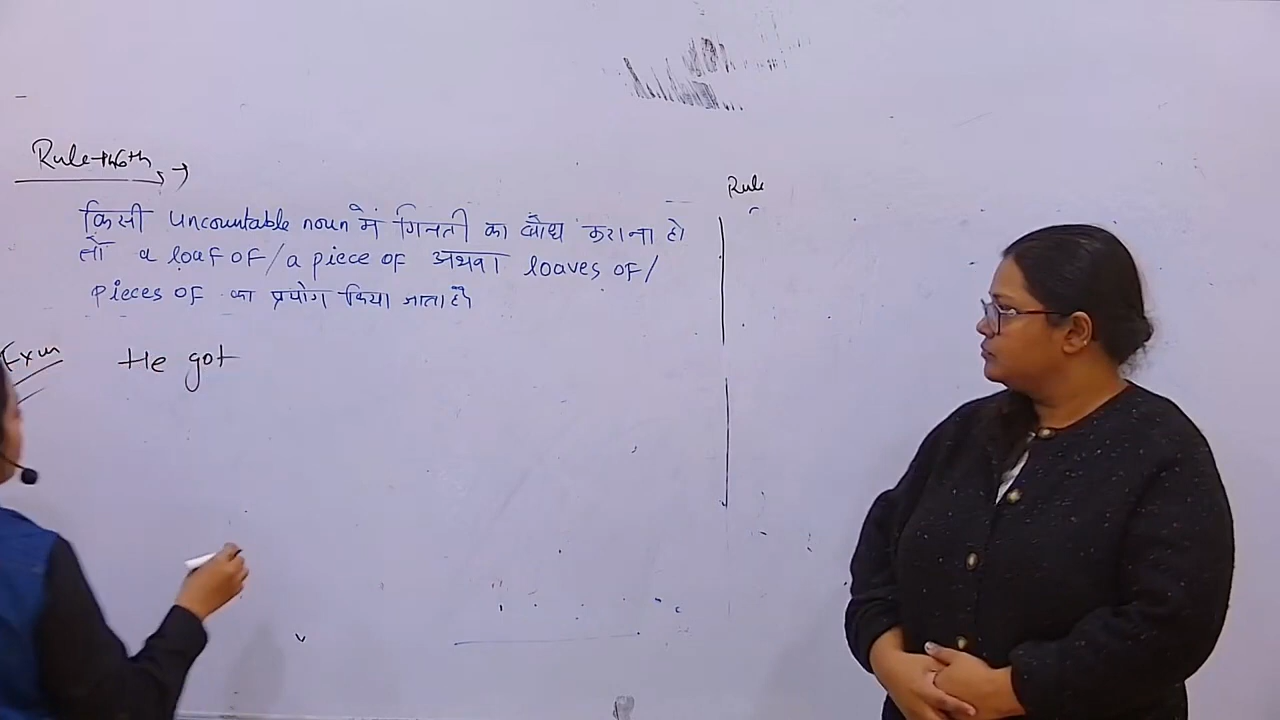 Rule 46th →
किसी uncountable noun में गिनती का बोध कराना हो
तो a loaf of / a piece of अथवा loaves of /
pieces of का प्रयोग किया जाता है
Exm He got
Rule